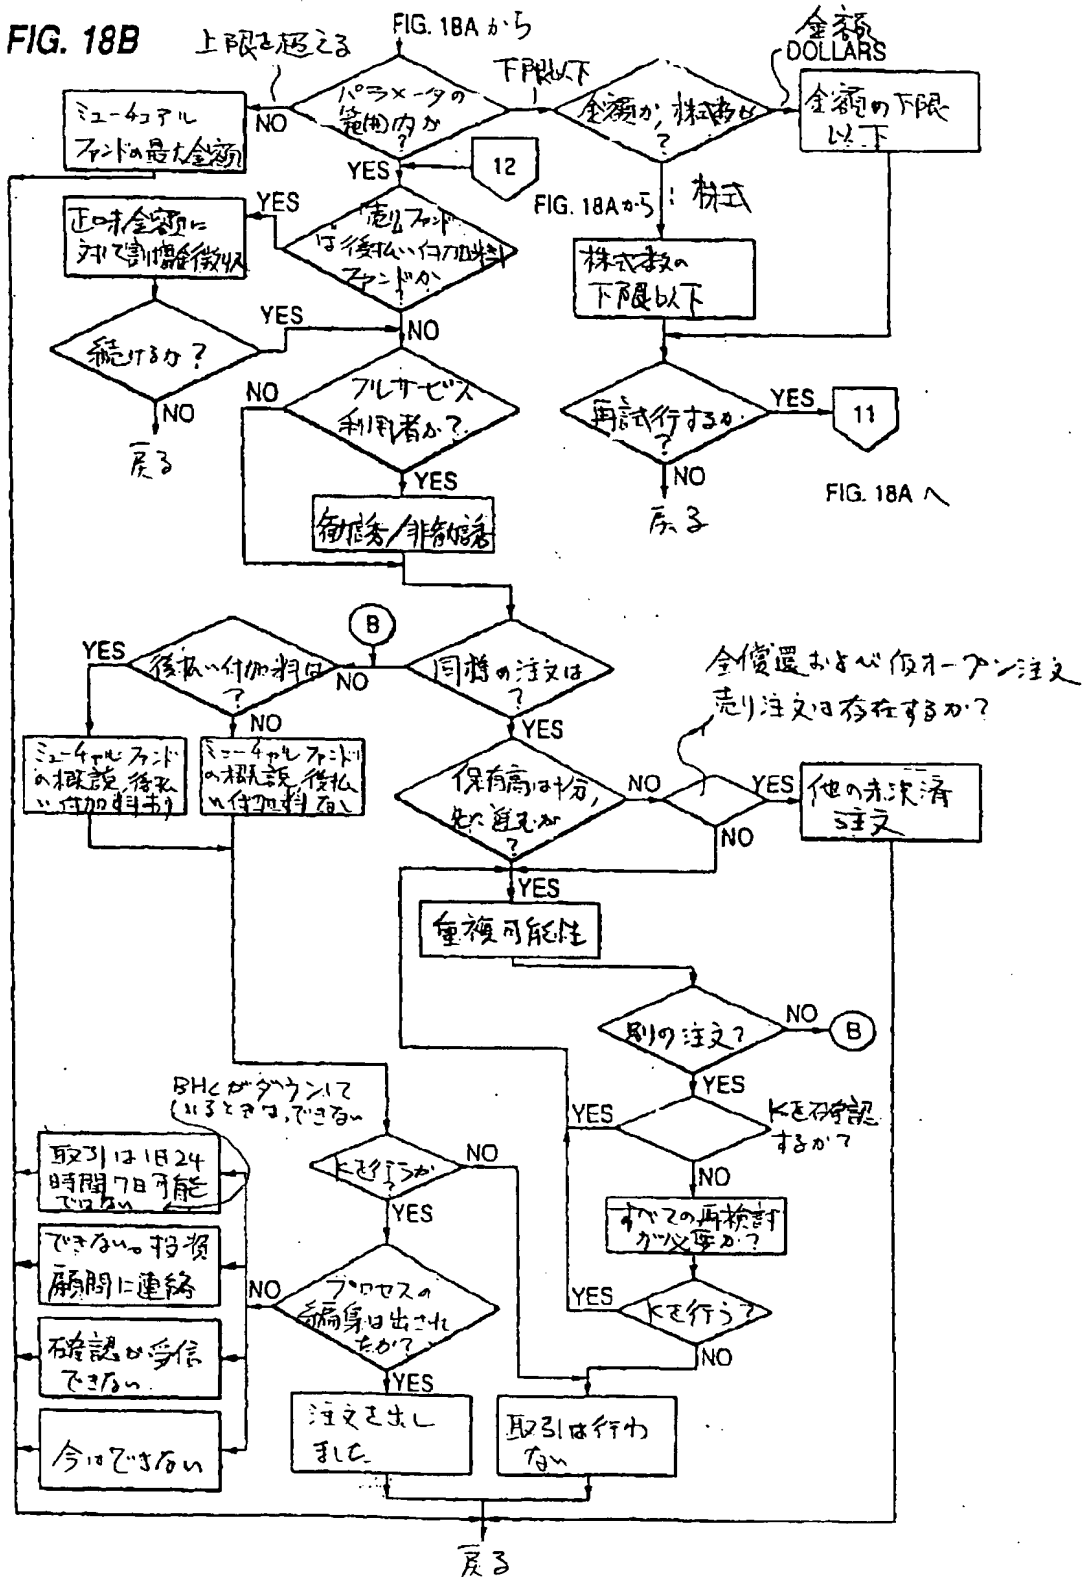 FIG. 18B
FIG. 18A から
上限を超える
下限以下
金額
DOLLARS
パラメータの
範囲内か
?
NO
YES
金額か, 株式数か
?
金額の下限
以下
ミューチュアル
ファンドの最大金額
12
FIG. 18Aから
: 株式
売りファンド
は後払い付加料
ファンドか
YES
NO
正味金額に
対して割増金徴収
株式数の
下限以下
続けるか?
YES
NO
戻る
フルサービス
利用者か?
NO
YES
再試行するか
?
YES
11
NO
戻る
FIG. 18A へ
勧誘/非勧誘
B
後払い付加料は
?
YES
NO
同様の注文は
?
NO
YES
全償還および仮オープン注文
売り注文は存在するか?
ミューチャルファンド
の概説,後払
い付加料あり
ミューチャルファンド
の概説,後払
い付加料なし
保有高は十分,
?
NO
YES
YES
NO
他の未決済
注文
重複可能性
別の注文?
NO
B
YES
Kを確認
するか?
YES
NO
すべての再検討
が必要か?
Kを行う?
YES
NO
BHCがダウンして
いるときは,できない
Kを行うか
?
NO
YES
取引は1日24
時間7日可能
ではない
できない。投資
顧問に連絡
確認が受信
できない
今はできない
プロセスの
編集は出され
たか?
NO
YES
注文を出し
ました
取引は行わ
ない
戻る